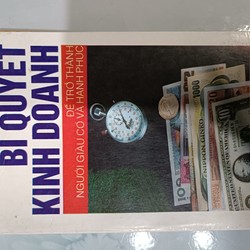 BÍ QUYẾT
KINH DOANH
ĐỂ TRỞ THÀNH
NGƯỜI GIÀU CÓ VÀ HẠNH PHÚC